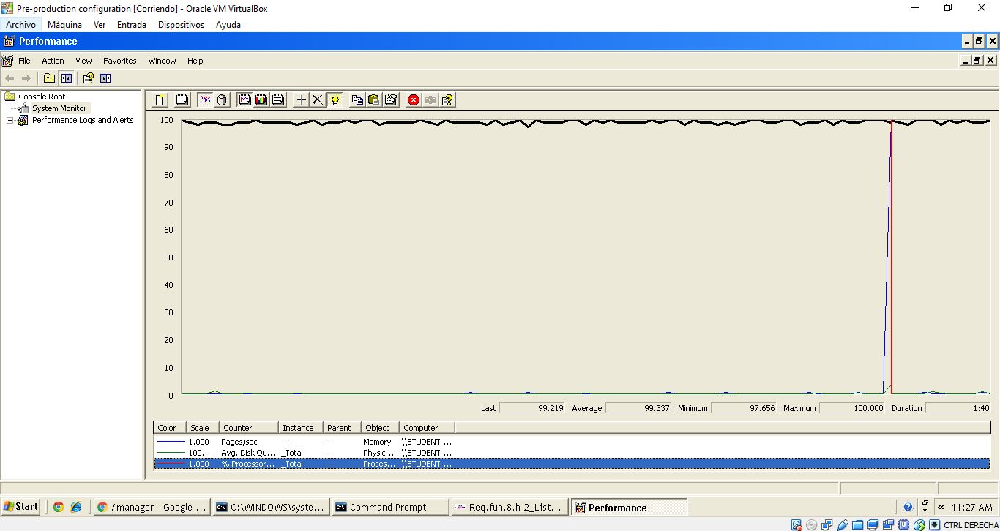 Pre-production configuration [Corriendo] - Oracle VM VirtualBox
Archivo Máquina Ver Entrada Dispositivos Ayuda
Performance
File Action View Favorites Window Help
Console Root
System Monitor
Performance Logs and Alerts
100
90
80
70
60
50
40
30
20
10
0
Last 99.219 Average 99.337 Minimum 97.656 Maximum 100.000 Duration 1:40
Color Scale Counter Instance Parent Object Computer
1.000 Pages/sec --- --- Memory \\STUDENT-...
100.... Avg. Disk Qu... _Total --- Physic... \\STUDENT-...
1.000 % Processor... _Total --- Proces... \\STUDENT-...
Start /manager - Google ... C:\WINDOWS\syste... Command Prompt Req.fun.8.h-2_List... Performance « 11:27 AM
CTRL DERECHA